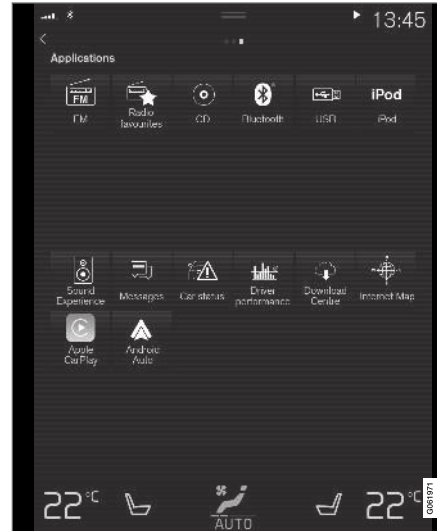 13:45
Applications
FM
FM
Radio
favourites
CD
Bluetooth
USB
iPod
iPod
Sound
Experience
Messages
Car status
Driver
performance
Download
Centre
Internet Map
Apple
CarPlay
Android
Auto
22°C
AUTO
22°C
G061971